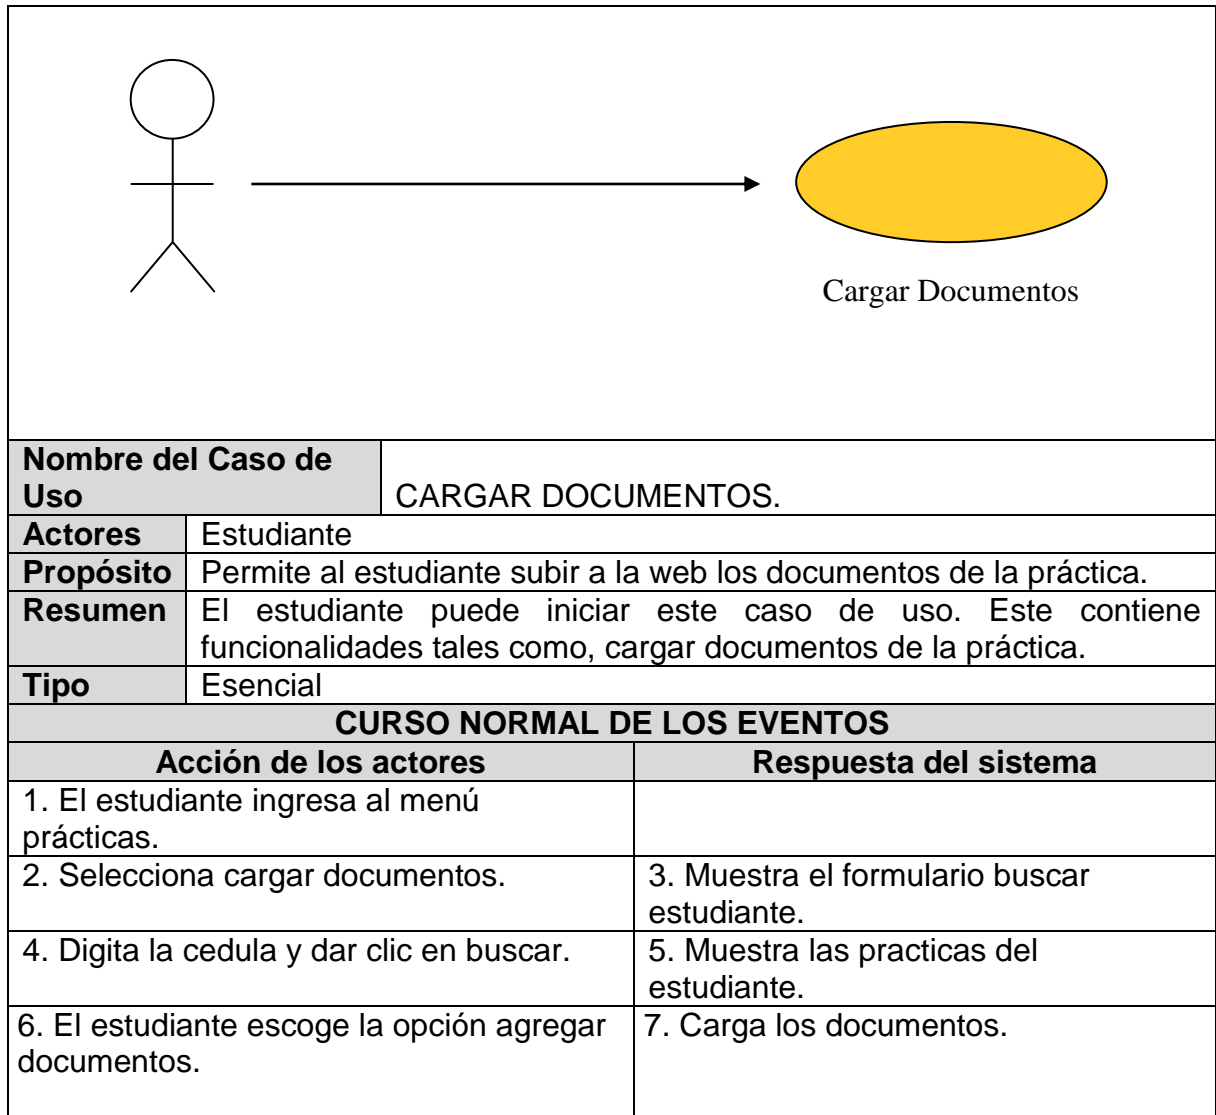 Cargar Documentos
Nombre del Caso de
Uso
CARGAR DOCUMENTOS.
Actores
Estudiante
Propósito
Permite al estudiante subir a la web los documentos de la práctica.
Resumen
El estudiante puede iniciar este caso de uso. Este contiene
funcionalidades tales como, cargar documentos de la práctica.
Tipo
Esencial
CURSO NORMAL DE LOS EVENTOS
Acción de los actores
Respuesta del sistema
1. El estudiante ingresa al menú
prácticas.
2. Selecciona cargar documentos.
3. Muestra el formulario buscar
estudiante.
4. Digita la cedula y dar clic en buscar.
5. Muestra las practicas del
estudiante.
6. El estudiante escoge la opción agregar
documentos.
7. Carga los documentos.